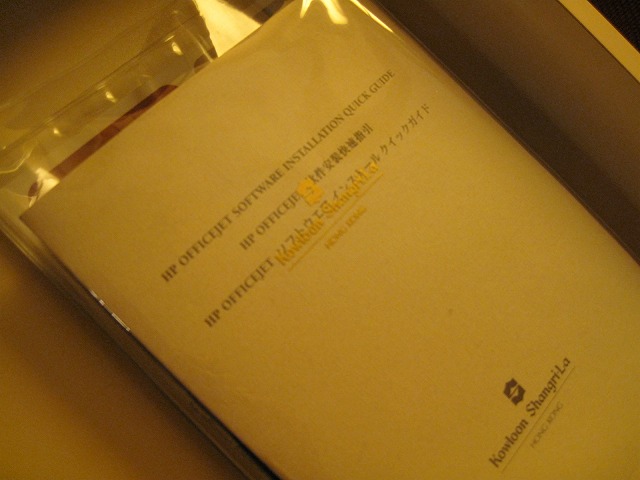 HP OFFICEJET SOFTWARE INSTALLATION QUICK GUIDE
HP OFFICEJET 軟件安裝快速指引
HP OFFICEJET ソフトウエアインストール クイックガイド
Kowloon Shangri-La
HONG KONG
Kowloon Shangri-La
HONG KONG